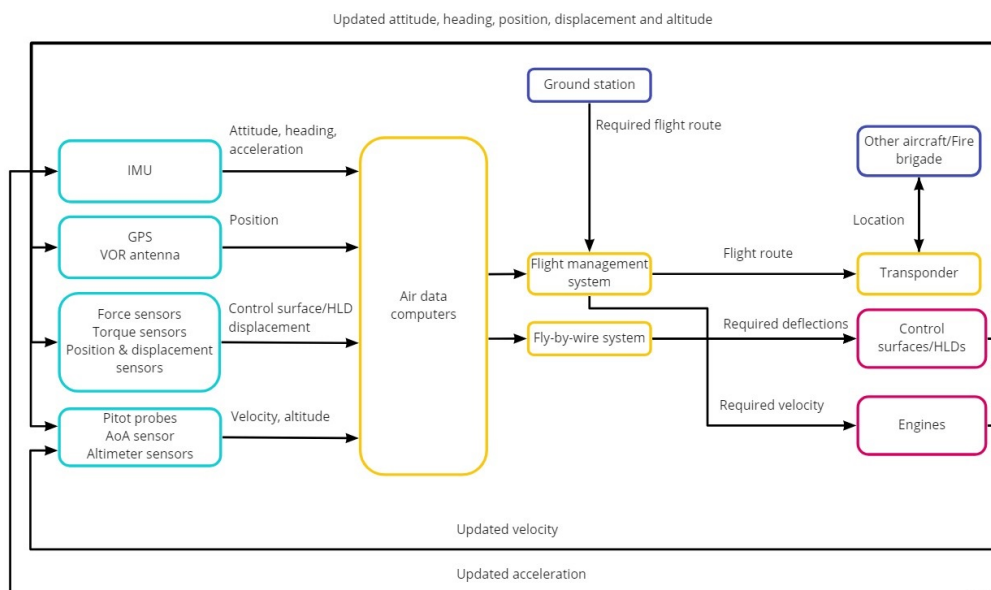 Updated attitude, heading, position, displacement and altitude
Ground station
Required flight route
Attitude, heading,
acceleration
Other aircraft/Fire
brigade
IMU
Position
Location
GPS
VOR antenna
Flight route
Flight management
system
Transponder
Air data
computers
Control surface/HLD
displacement
Force sensors
Torque sensors
Position & displacement
sensors
Fly-by-wire system
Required deflections
Control
surfaces/HLDs
Velocity, altitude
Required velocity
Pitot probes
AoA sensor
Altimeter sensors
Engines
Updated velocity
Updated acceleration